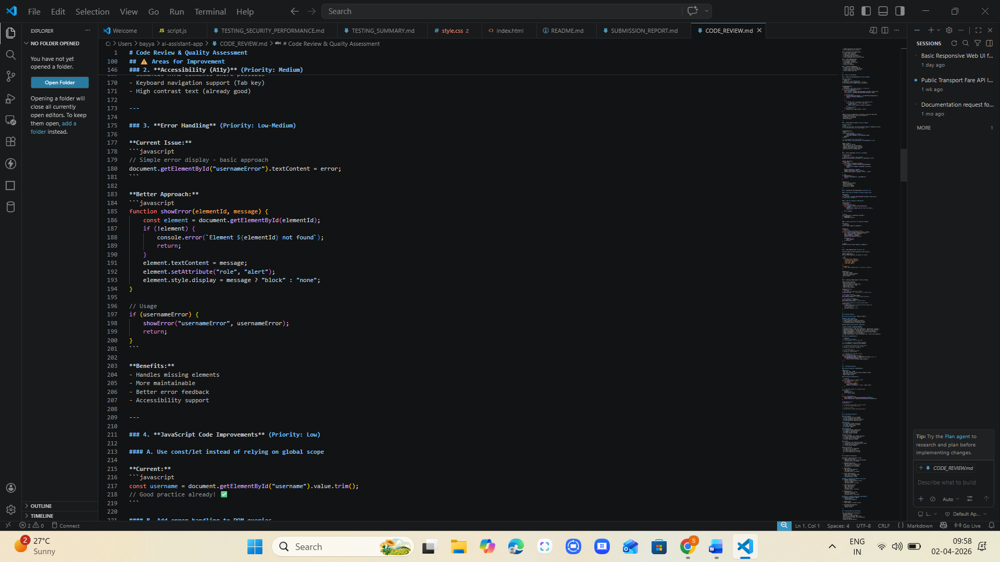 File Edit Selection View Go Run Terminal Help
Search
EXPLORER
NO FOLDER OPENED
You have not yet
opened a folder.
Open Folder
Opening a folder will
close all currently
open editors. To keep
them open, add a
folder instead.
OUTLINE
TIMELINE
Welcome
JS script.js
TESTING_SECURITY_PERFORMANCE.md
TESTING_SUMMARY.md
# style.css 2
<> index.html
README.md
SUBMISSION_REPORT.md
CODE_REVIEW.md
C: > Users > bayya > ai-assistant-app > CODE_REVIEW.md > abc # Code Review & Quality Assessment
1 # Code Review & Quality Assessment
100 ## ⚠️ Areas for Improvement
146 ### 2. **Accessibility (A11y)** (Priority: Medium)
169 - Semantic HTML elements where possible
170 - Keyboard navigation support (Tab key)
171 - High contrast text (already good)
172
173 ---
174
175 ### 3. **Error Handling** (Priority: Low-Medium)
176
177 **Current Issue:**
178 ```javascript
179 // Simple error display - basic approach
180 document.getElementById("usernameError").textContent = error;
181 ```
182
183 **Better Approach:**
184 ```javascript
185 function showError(elementId, message) {
186 const element = document.getElementById(elementId);
187 if (!element) {
188 console.error(`Element ${elementId} not found`);
189 return;
190 }
191 element.textContent = message;
192 element.setAttribute("role", "alert");
193 element.style.display = message ? "block" : "none";
194 }
195
196 // Usage
197 if (usernameError) {
198 showError("usernameError", usernameError);
199 return;
200 }
201 ```
202
203 **Benefits:**
204 - Handles missing elements
205 - More maintainable
206 - Better error feedback
207 - Accessibility support
208
209 ---
210
211 ### 4. **JavaScript Code Improvements** (Priority: Low)
212
213 #### A. Use const/let instead of relying on global scope
214
215 **Current:**
216 ```javascript
217 const username = document.getElementById("username").value.trim();
218 // Good practice already! ✅
219 ```
220
221 #### B. Add error handling to DOM queries
SESSIONS
Basic Responsive Web UI f...
1 day ago
Public Transport Fare API I...
1 wk ago
Documentation request fo...
1 mo ago
MORE 1
Tip: Try the Plan agent to
research and plan before
implementing changes.
CODE_REVIEW.md
Describe what to build
Auto
L...
Default Ap...
2 0 Connect
Ln 1, Col 1 Spaces: 4 UTF-8 CRLF { } Markdown Go Live
2
27°C
Sunny
Search
S
ENG
IN
09:58
02-04-2026